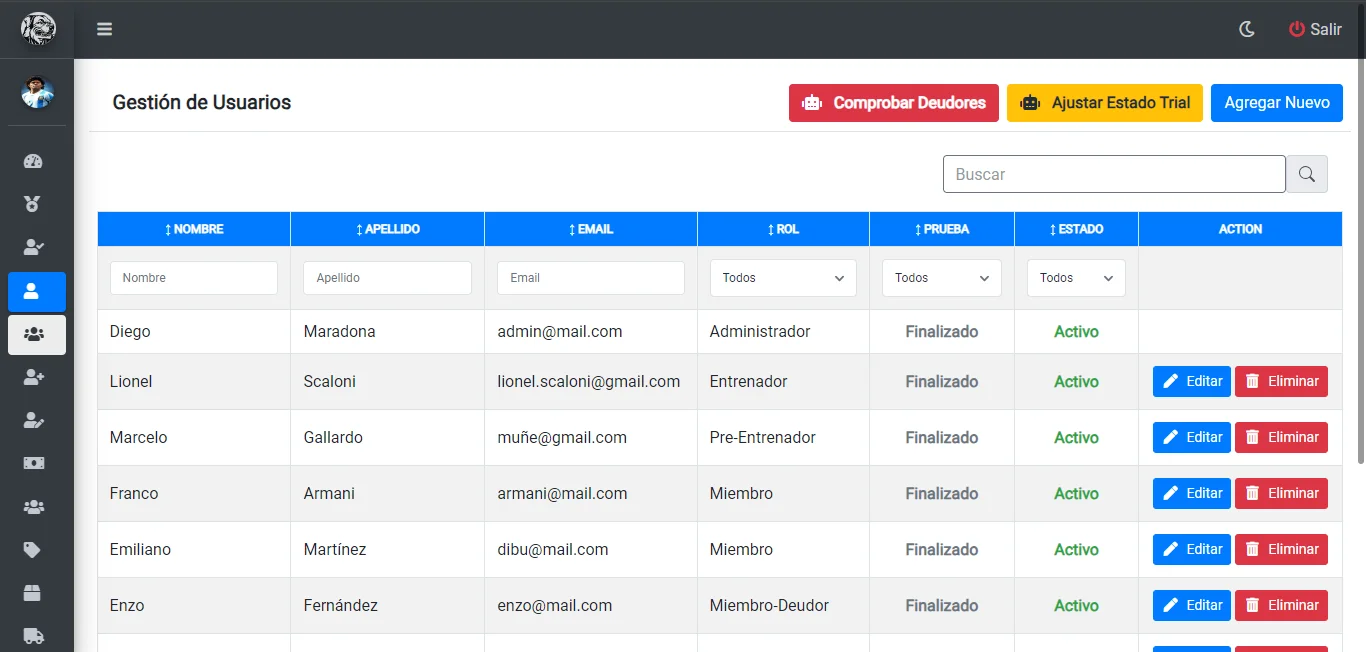 Salir
Gestión de Usuarios
Comprobar Deudores
Ajustar Estado Trial
Agregar Nuevo
Buscar
NOMBRE APELLIDO EMAIL ROL PRUEBA ESTADO ACTION
Nombre Apellido Email Todos Todos Todos
Diego Maradona admin@mail.com Administrador Finalizado Activo
Lionel Scaloni lionel.scaloni@gmail.com Entrenador Finalizado Activo Editar Eliminar
Marcelo Gallardo muñe@gmail.com Pre-Entrenador Finalizado Activo Editar Eliminar
Franco Armani armani@mail.com Miembro Finalizado Activo Editar Eliminar
Emiliano Martínez dibu@mail.com Miembro Finalizado Activo Editar Eliminar
Enzo Fernández enzo@mail.com Miembro-Deudor Finalizado Activo Editar Eliminar